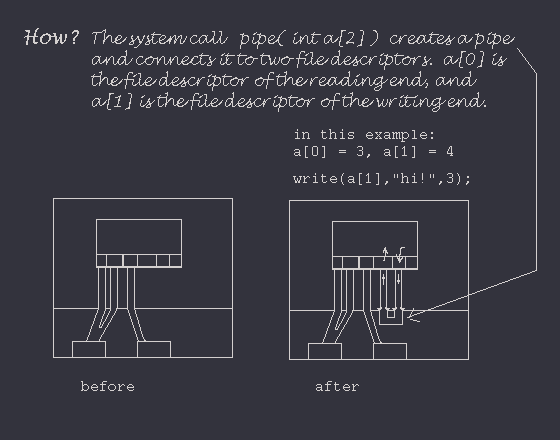 How? The system call pipe( int a[2] ) creates a pipe
and connects it to two file descriptors. a[0] is
the file descriptor of the reading end, and
a[1] is the file descriptor of the writing end.
in this example:
a[0] = 3, a[1] = 4
write(a[1],"hi!",3);
before
after